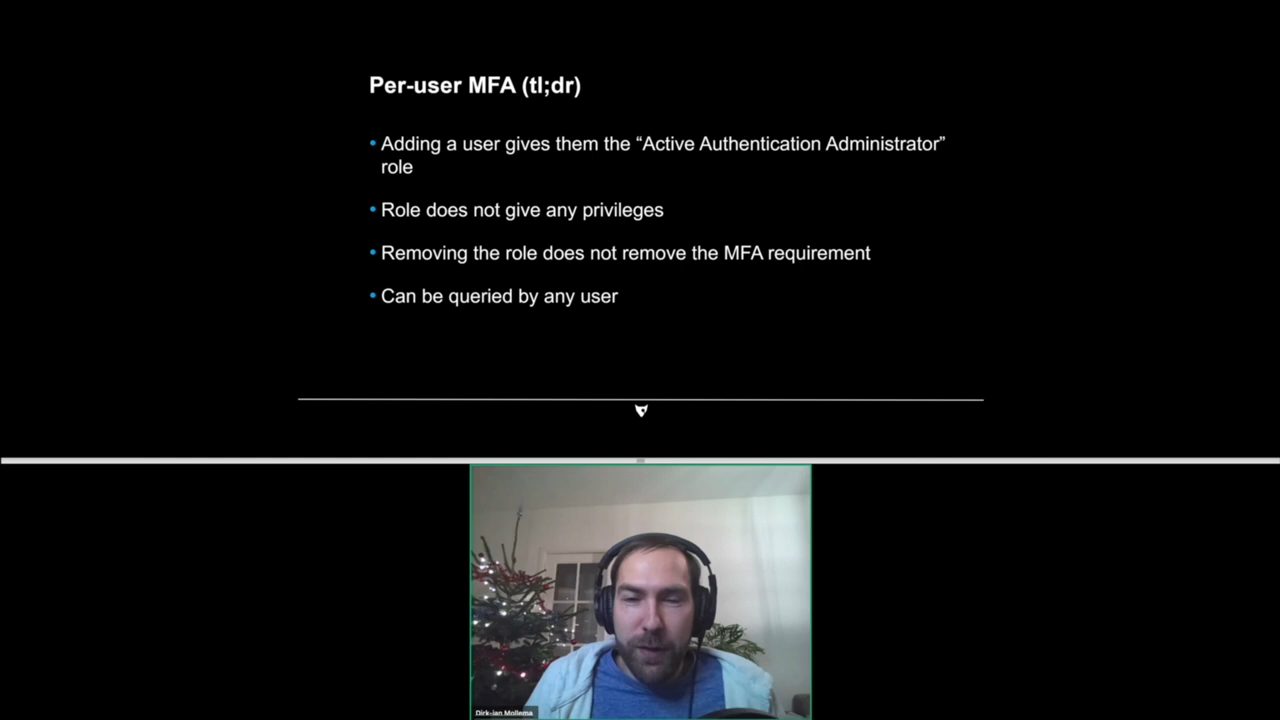 Per-user MFA (tl;dr)
• Adding a user gives them the “Active Authentication Administrator”
role
• Role does not give any privileges
• Removing the role does not remove the MFA requirement
• Can be queried by any user
Dirk-jan Mollema